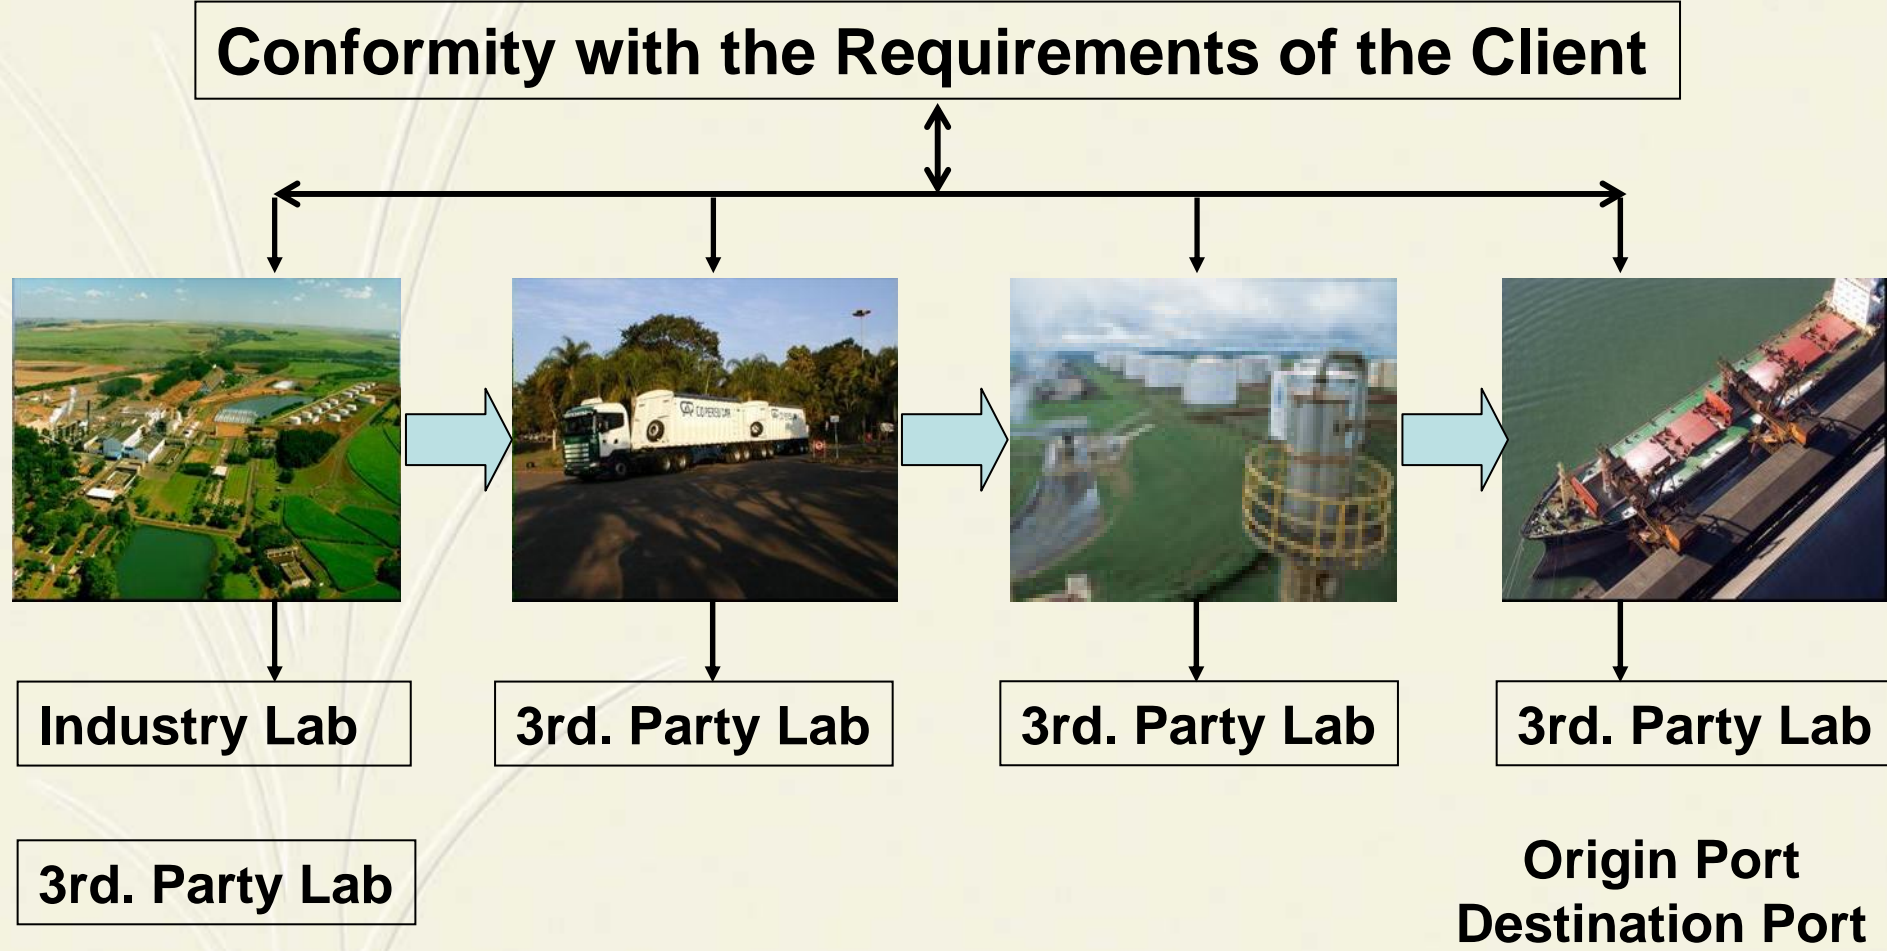 Conformity with the Requirements of the Client
Industry Lab
3rd. Party Lab
3rd. Party Lab
3rd. Party Lab
3rd. Party Lab
Origin Port
Destination Port